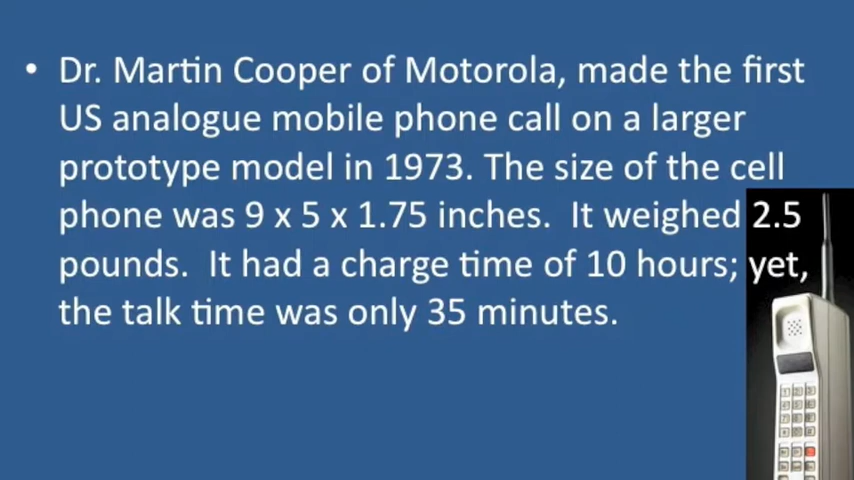 • Dr. Martin Cooper of Motorola, made the first
US analogue mobile phone call on a larger
prototype model in 1973. The size of the cell
phone was 9 x 5 x 1.75 inches.  It weighed 2.5
pounds.  It had a charge time of 10 hours; yet,
the talk time was only 35 minutes.